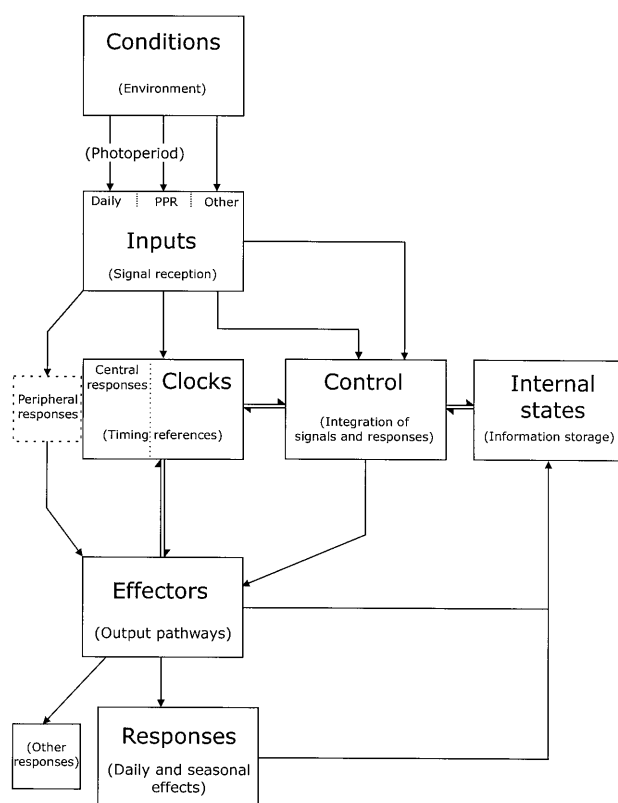 Conditions
(Environment)
(Photoperiod)
Daily PPR Other
Inputs
(Signal reception)
Peripheral
responses
Central
responses
Clocks
(Timing references)
Control
(Integration of
signals and responses)
Internal
states
(Information storage)
Effectors
(Output pathways)
(Other
responses)
Responses
(Daily and seasonal
effects)